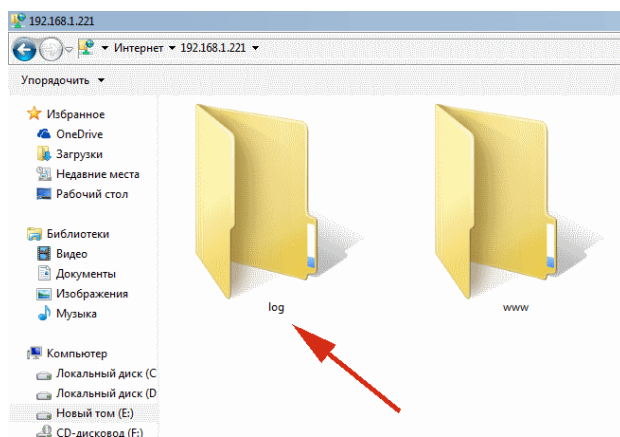 192.168.1.221
Интернет 192.168.1.221
Упорядочить
Избранное
OneDrive
Загрузки
Недавние места
Рабочий стол
Библиотеки
Видео
Документы
Изображения
Музыка
Компьютер
Локальный диск (C
Локальный диск (D
Новый том (E:)
CD-дисковод (F:)
log
www